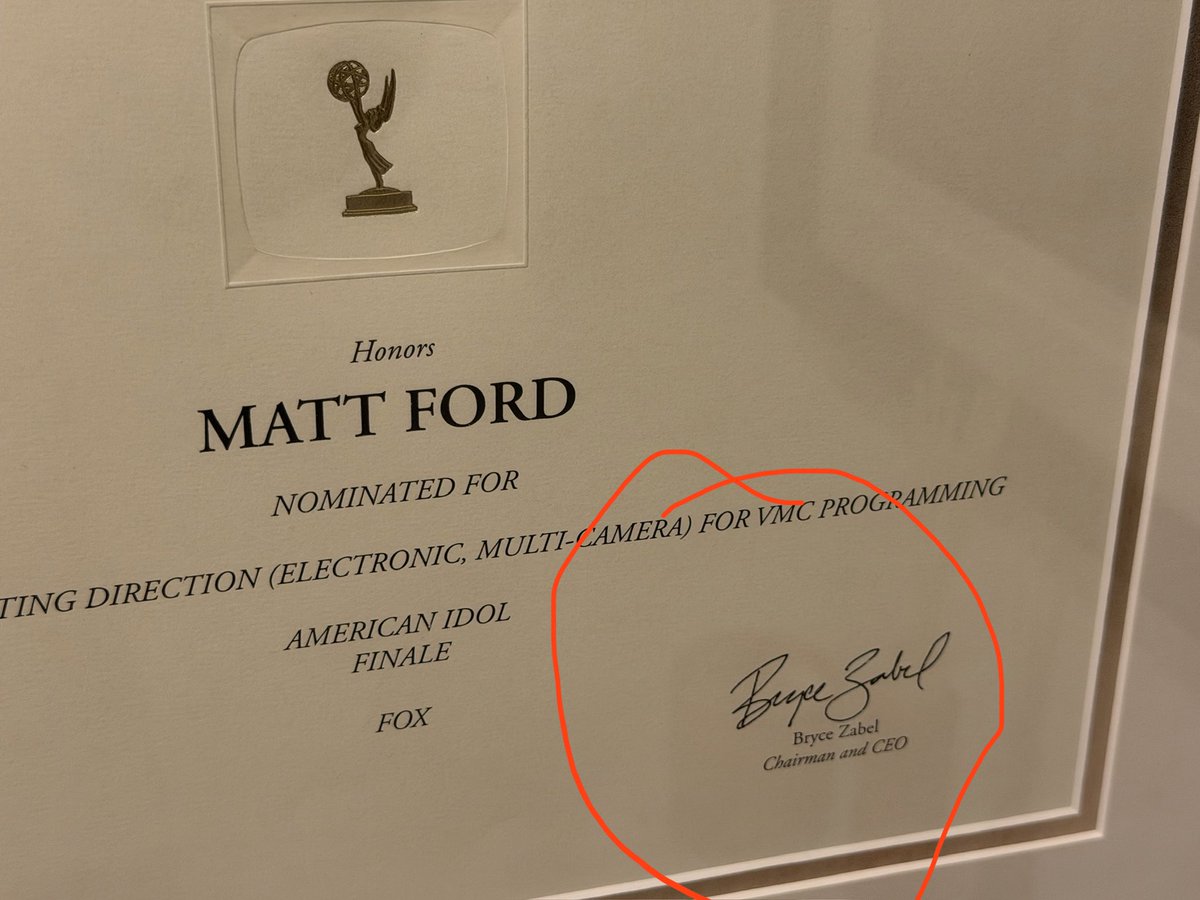 Honors
MATT FORD
NOMINATED FOR
TING DIRECTION (ELECTRONIC, MULTI-CAMERA) FOR VMC PROGRAMMING
AMERICAN IDOL
FINALE
FOX
Bryce Zabel
Bryce Zabel
Chairman and CEO